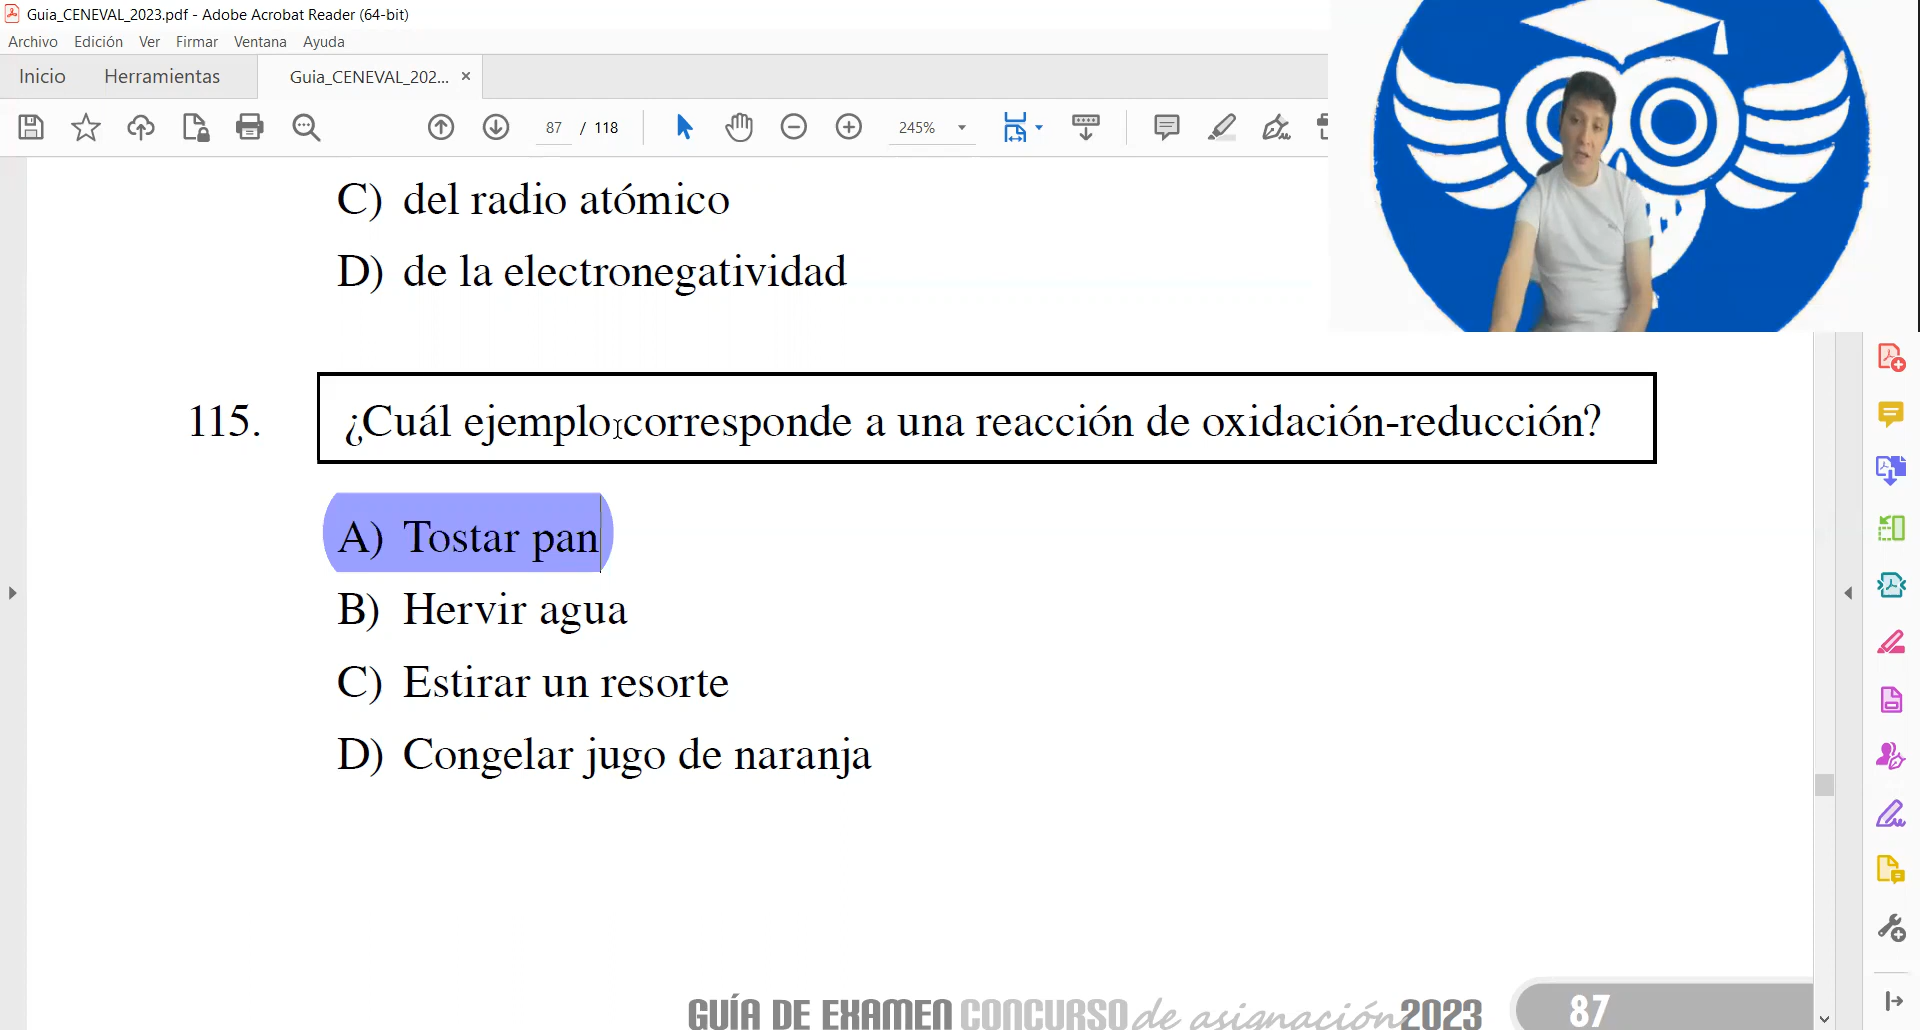 Guia_CENEVAL_2023.pdf - Adobe Acrobat Reader (64-bit)
Archivo Edición Ver Firmar Ventana Ayuda
Inicio Herramientas Guia_CENEVAL_202... ×
87 / 118 245%
C) del radio atómico
D) de la electronegatividad
115. ¿Cuál ejemplo corresponde a una reacción de oxidación-reducción?
A) Tostar pan
B) Hervir agua
C) Estirar un resorte
D) Congelar jugo de naranja
GUÍA DE EXAMEN CONCURSO de asignación 2023 87